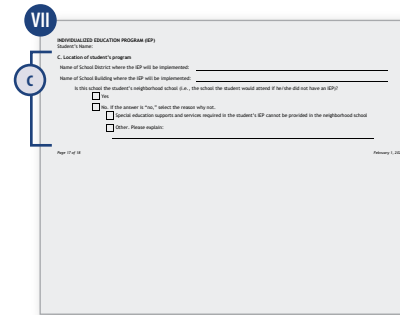 VII
INDIVIDUALIZED EDUCATION PROGRAM (IEP)
Student's Name:
C
C. Location of student's program
Name of School District where the IEP will be implemented:
Name of School Building where the IEP will be implemented:
Is this school the student's neighborhood school (i.e., the school the student would attend if he/she did not have an IEP)?
Yes
No. If the answer is "no," select the reason why not.
Special education supports and services required in the student's IEP cannot be provided in the neighborhood school
Other. Please explain:
Page 17 of 18
February 1,